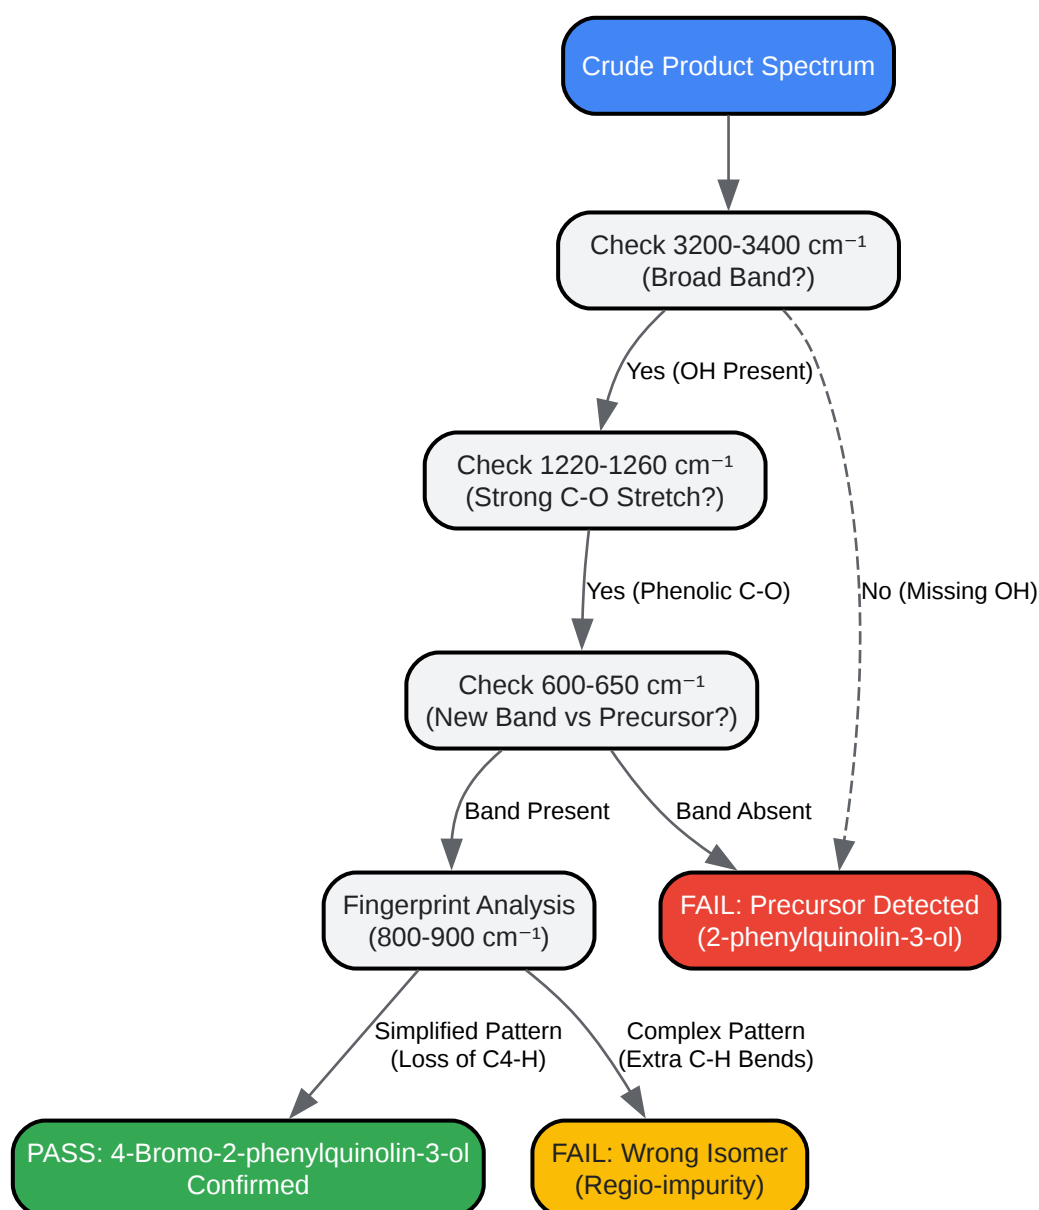 Crude Product Spectrum
Check 3200-3400 cm⁻¹
(Broad Band?)
Yes (OH Present)
Check 1220-1260 cm⁻¹
(Strong C-O Stretch?)
Yes (Phenolic C-O)
No (Missing OH)
Check 600-650 cm⁻¹
(New Band vs Precursor?)
Band Present
Band Absent
Fingerprint Analysis
(800-900 cm⁻¹)
FAIL: Precursor Detected
(2-phenylquinolin-3-ol)
Simplified Pattern
(Loss of C4-H)
Complex Pattern
(Extra C-H Bends)
PASS: 4-Bromo-2-phenylquinolin-3-ol
Confirmed
FAIL: Wrong Isomer
(Regio-impurity)